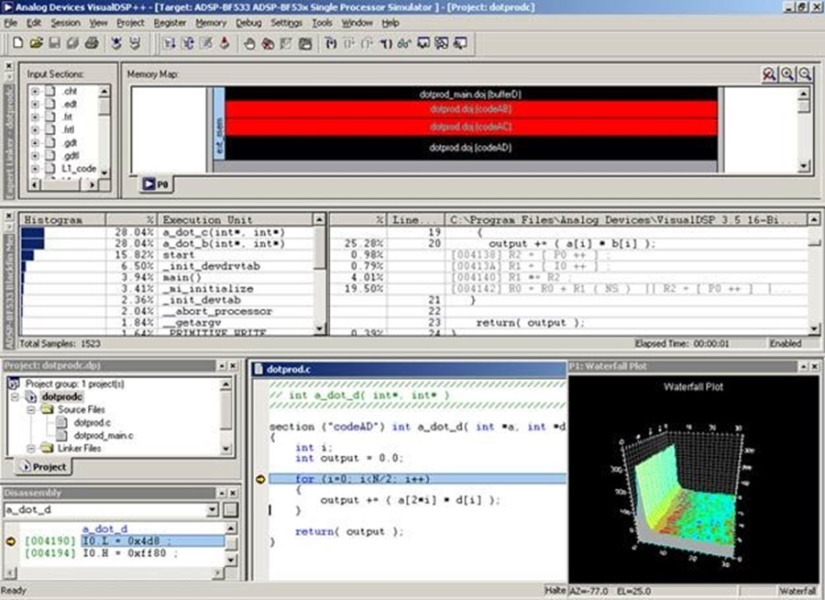 Analog Devices VisualDSP++ - [Target: ADSP-BF533 ADSP-BF53x Single Processor Simulator ] - [Project: dotprodc]
File Edit Session View Project Register Memory Debug Settings Tools Window Help
Input Sections:
.cht
.edt
.frt
.frtl
.gdt
.gdtl
L1_code
Memory Map:
dotprod_main.doj (bufferD)
dotprod.doj (codeAB)
dotprod.doj (codeAC)
dotprod.doj (codeAD)
ext_mem
P0
Expert Linker - dotprodc
Histogram % Execution Unit
28.04% a_dot_c(int*, int*)
28.04% a_dot_b(int*, int*)
15.82% start
6.50% _init_devdrvtab
3.94% main()
3.41% _mi_initialize
2.36% _init_devtab
2.04% __abort_processor
1.84% __getargv
1.64% _PRIMITIVE_WRITE
% Line... C:\Program Files\Analog Devices\VisualDSP 3.5 16-Bi...
19 {
25.28% 20 output += ( a[i] * b[i] );
0.98% [004138] R2 = [ P0 ++ ] ;
0.79% [00413A] R1 = [ I0 ++ ] ;
4.01% [004140] R1 *= R2 ;
19.50% [004142] R0 = R0 + R1 ( NS ) || R2 = [ P0 ++ ] ...
21 }
22
23 return( output );
0.39% 24 }
Total Samples: 1523
Elapsed Time: 00:00:01
Enabled
Project: dotprodc.dpj
Project group: 1 project(s)
dotprodc
Source Files
dotprod.c
dotprod_main.c
Linker Files
Project
Disassembly
a_dot_d
a_dot_d
[004190] I0.L = 0x4d8 ;
[004194] I0.H = 0xff80 ;
dotprod.c
// int a_dot_d( int*, int* )
section ("codeAD") int a_dot_d( int *a, int *d
{
int i;
int output = 0.0;
for (i=0; i<N/2; i++)
{
output += ( a[2*i] * d[i] );
}
return( output );
}
P1: Waterfall Plot
Waterfall Plot
Ready
Halte
AZ=-77.0 EL=25.0
Waterfall